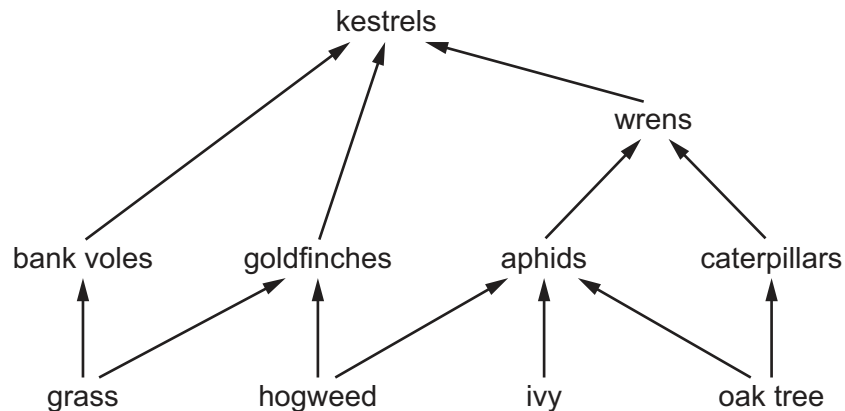 kestrels
wrens
bank voles goldfinches aphids caterpillars
grass hogweed ivy oak tree